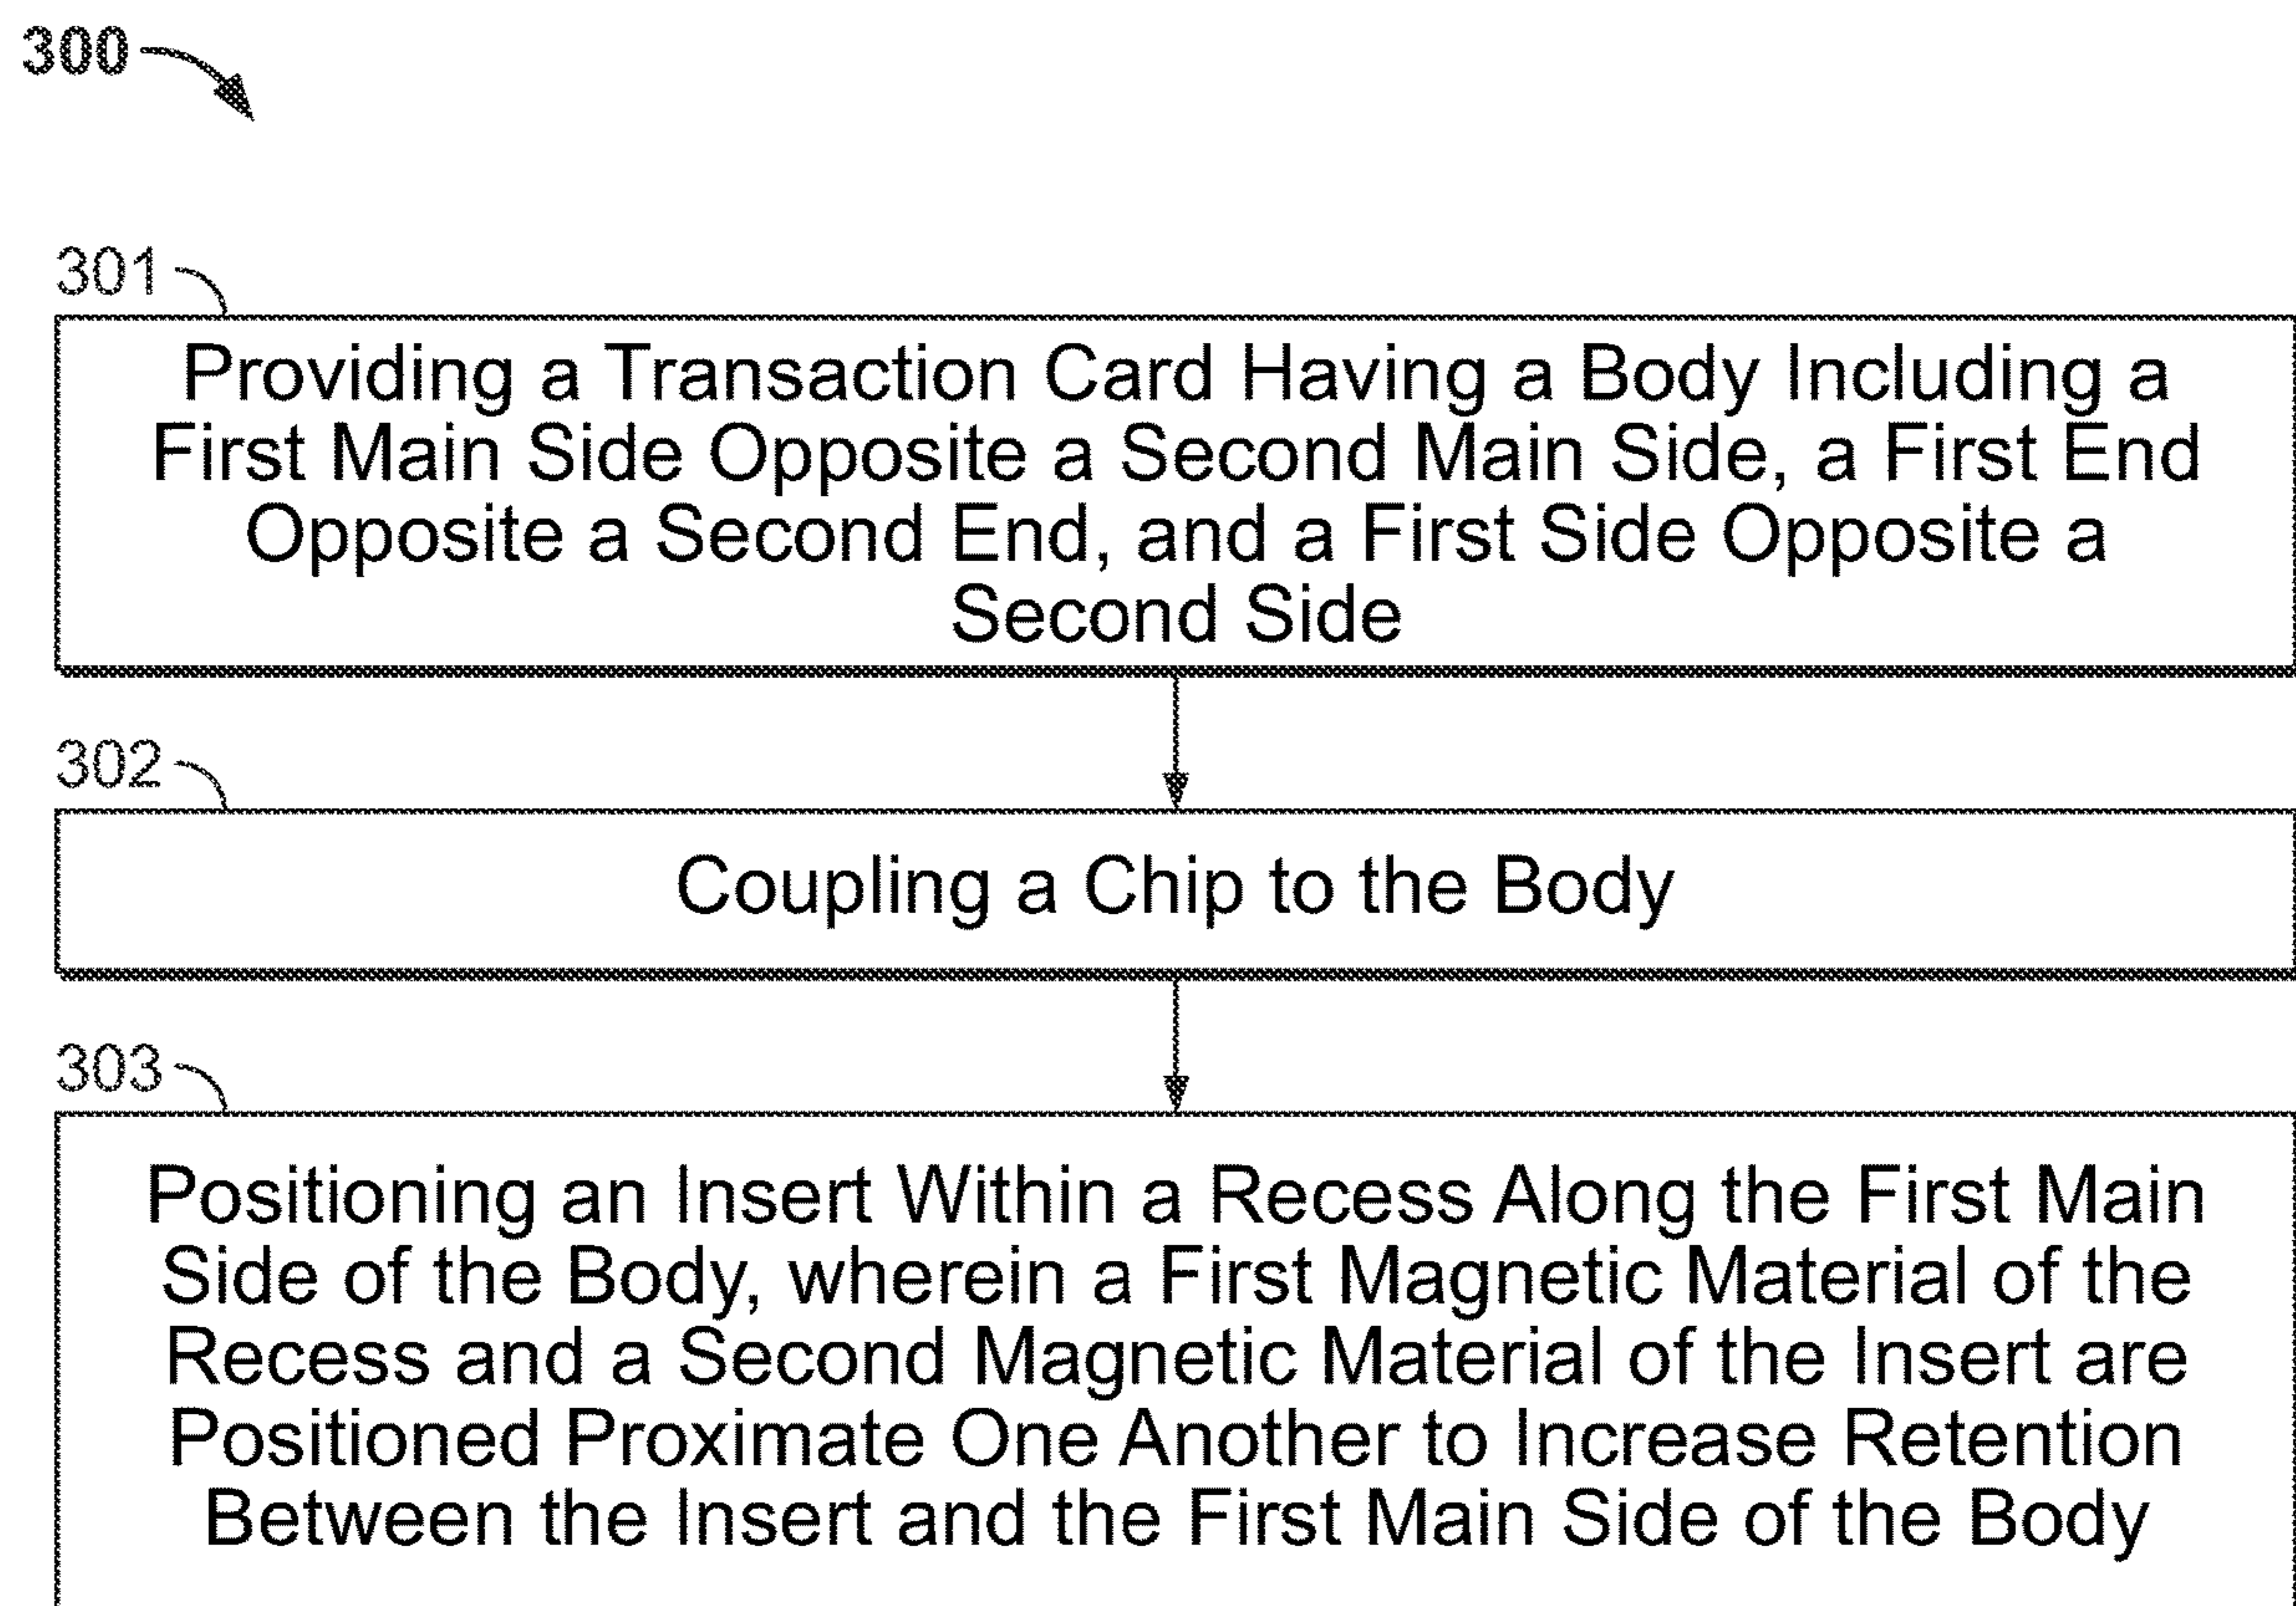 300
301
Providing a Transaction Card Having a Body Including a
First Main Side Opposite a Second Main Side, a First End
Opposite a Second End, and a First Side Opposite a
Second Side
302
Coupling a Chip to the Body
303
Positioning an Insert Within a Recess Along the First Main
Side of the Body, wherein a First Magnetic Material of the
Recess and a Second Magnetic Material of the Insert are
Positioned Proximate One Another to Increase Retention
Between the Insert and the First Main Side of the Body